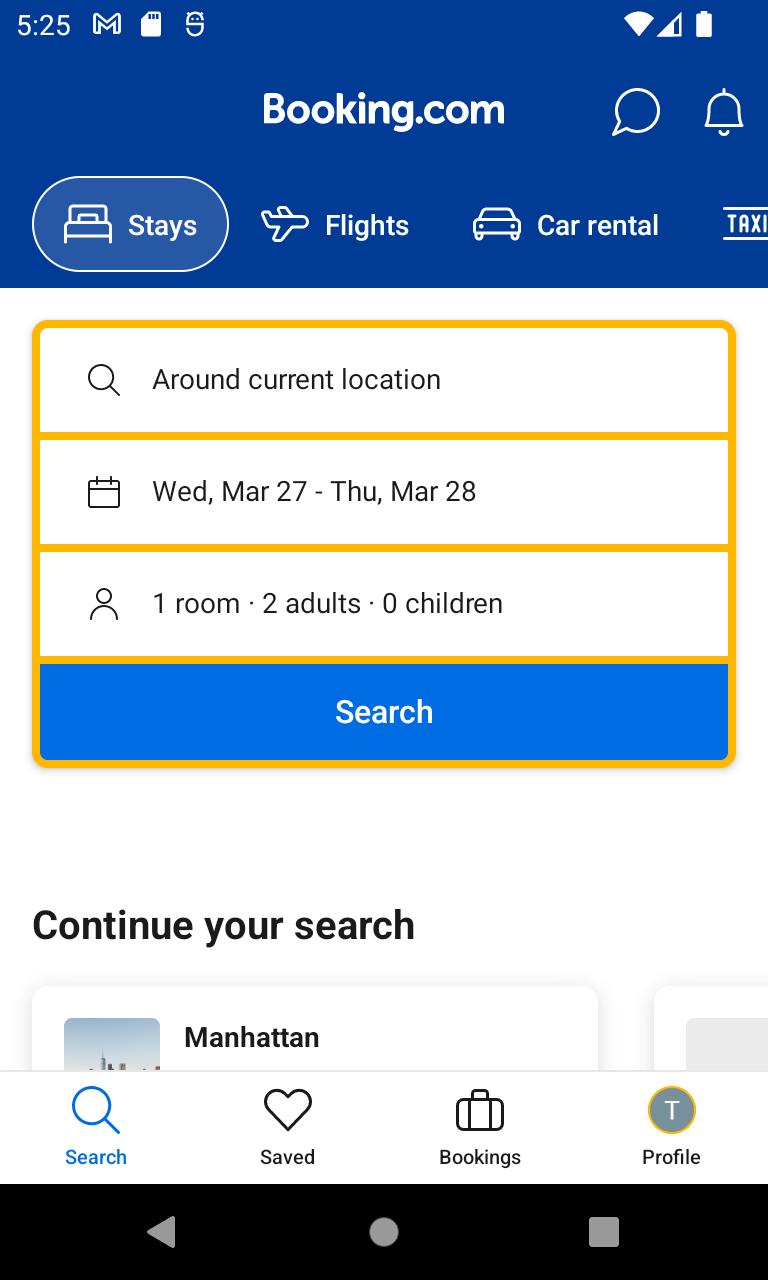 5:25
Booking.com
Stays
Flights
Car rental
TAXI
Around current location
Wed, Mar 27 - Thu, Mar 28
1 room · 2 adults · 0 children
Search
Continue your search
Manhattan
Search
Saved
Bookings
T
Profile